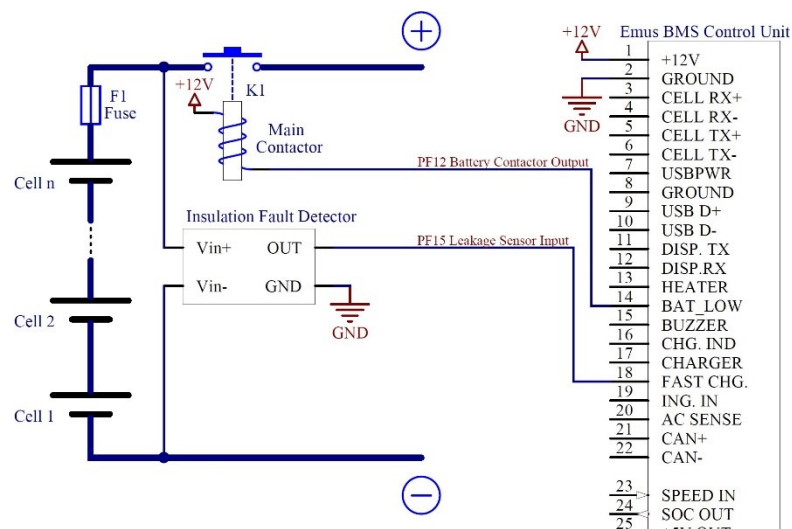 Emus BMS Control Unit
+12V
1 +12V
2 GROUND
3 CELL RX+
GND
4 CELL RX-
5 CELL TX+
6 CELL TX-
7 USBPWR
8 GROUND
9 USB D+
10 USB D-
11 DISP. TX
12 DISP.RX
13 HEATER
14 BAT_LOW
15 BUZZER
16 CHG. IND
17 CHARGER
18 FAST CHG.
19 ING. IN
20 AC SENSE
21 CAN+
22 CAN-
23 SPEED IN
24 SOC OUT
25 +5V OUT
+12V
K1
F1
Fuse
Main
Contactor
PF12 Battery Contactor Output
Cell n
Insulation Fault Detector
Vin+ OUT
PF15 Leakage Sensor Input
Vin- GND
GND
Cell 2
Cell 1